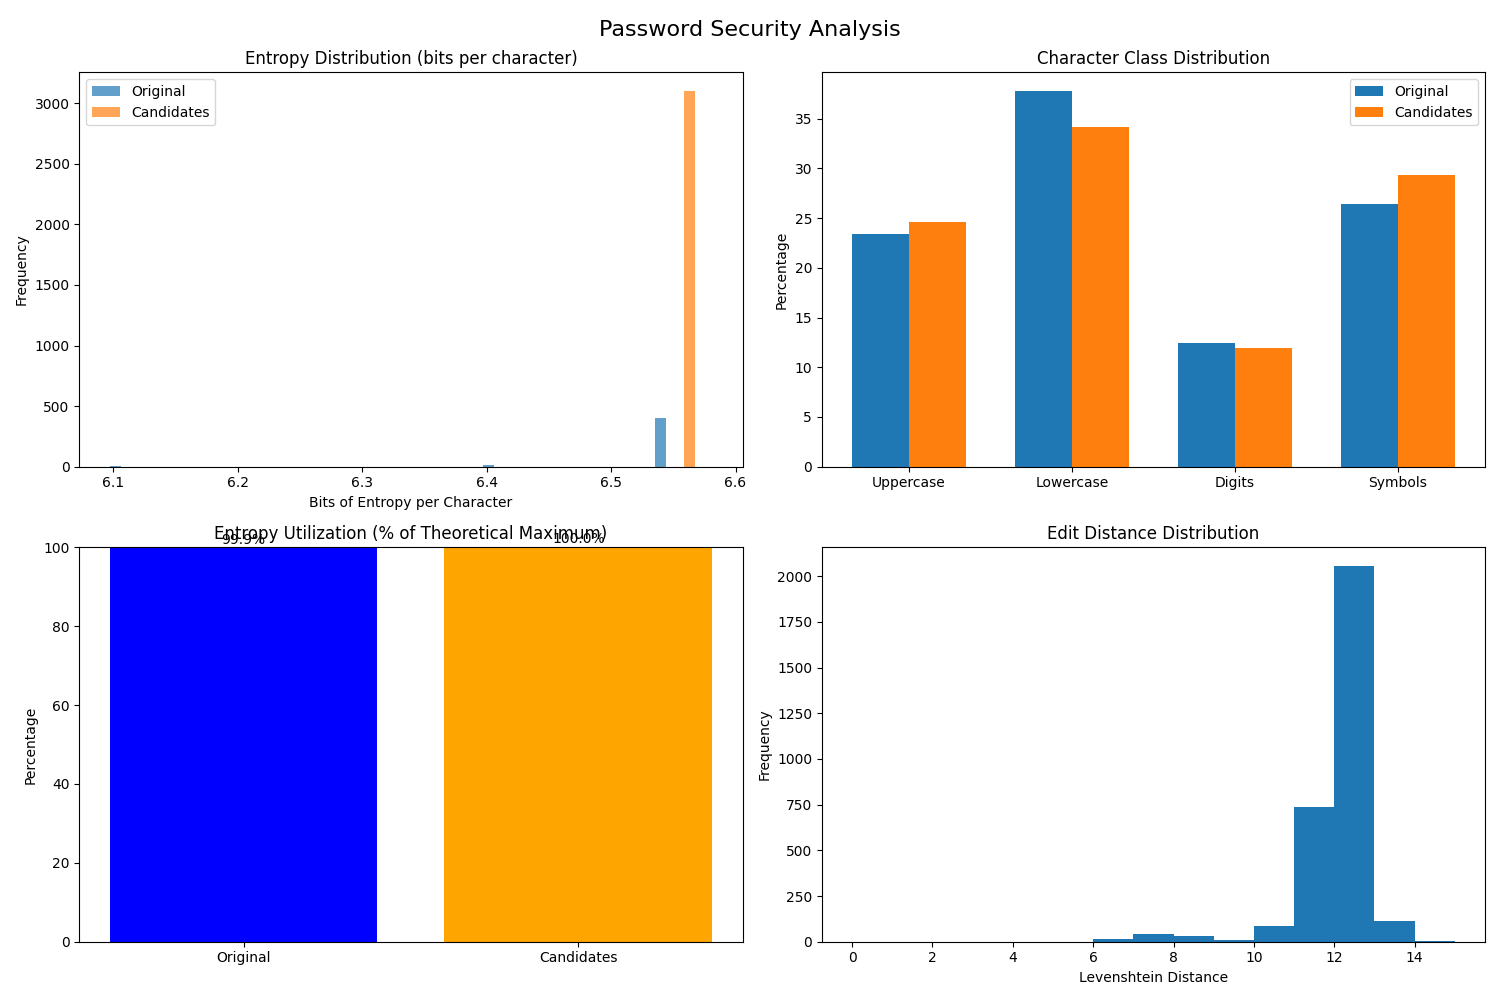 Password Security Analysis
Entropy Distribution (bits per character)
Original
Candidates
Frequency
3000
2500
2000
1500
1000
500
0
6.1 6.2 6.3 6.4 6.5 6.6
Bits of Entropy per Character
Character Class Distribution
Original
Candidates
Percentage
35
30
25
20
15
10
5
0
Uppercase Lowercase Digits Symbols
Entropy Utilization (% of Theoretical Maximum)
99.9% 100.0%
Percentage
100
80
60
40
20
0
Original Candidates
Edit Distance Distribution
Frequency
2000
1750
1500
1250
1000
750
500
250
0
0 2 4 6 8 10 12 14
Levenshtein Distance